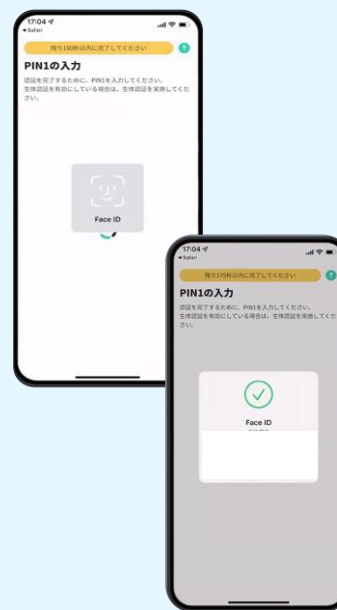 17:04
◀ Safari
残り180秒以内に完了してください
?
PIN1の入力
認証を完了するために、PIN1を入力してください。
生体認証を有効にしている場合は、生体認証を実施してくだ
さい。
Face ID
17:04
◀ Safari
残り175秒以内に完了してください
?
PIN1の入力
認証を完了するために、PIN1を入力してください。
生体認証を有効にしている場合は、生体認証を実施してくだ
さい。
Face ID